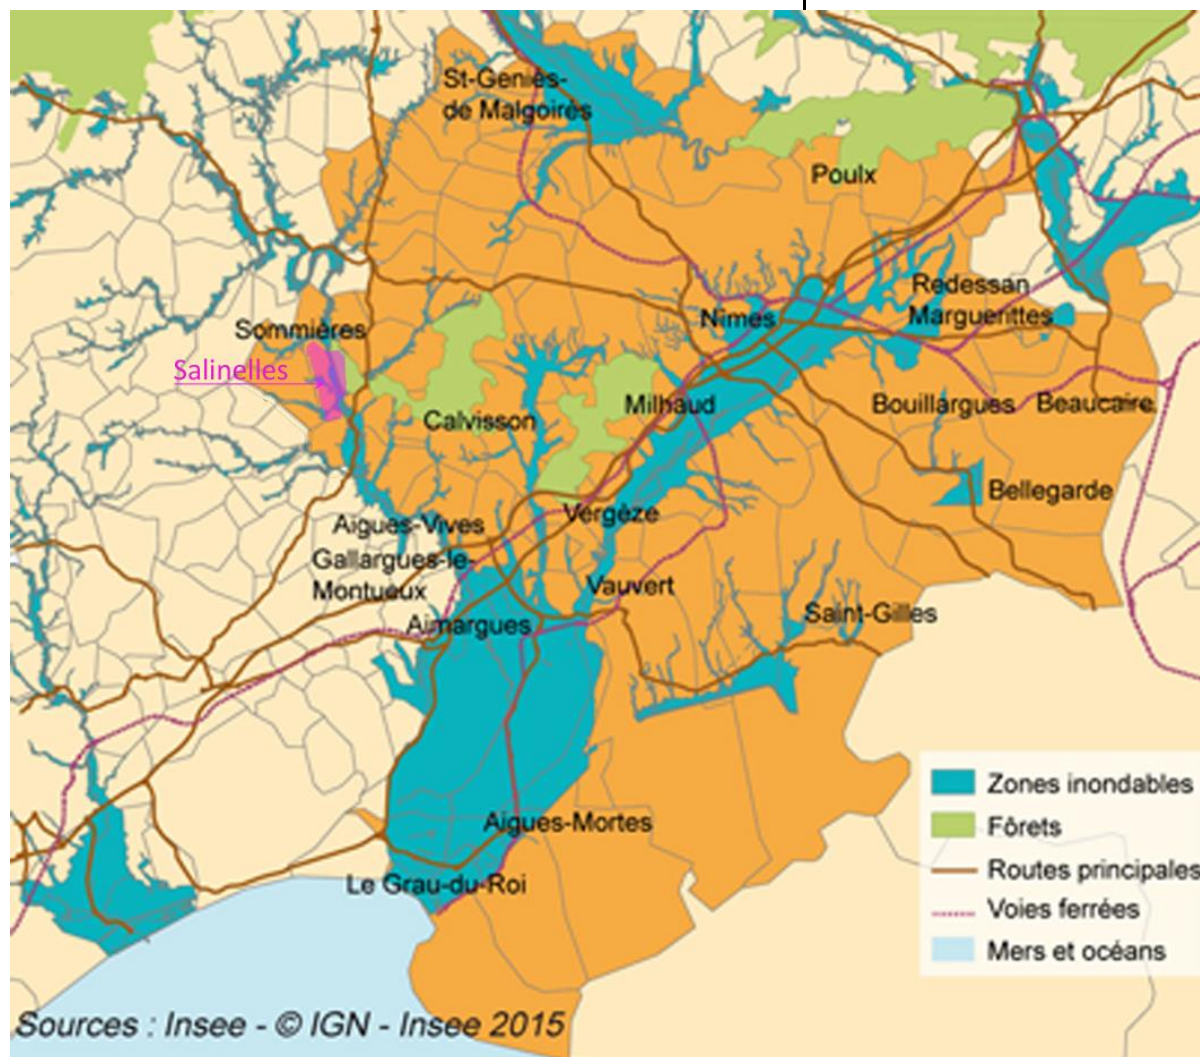 St-Geniès-
de Malgoirès
Poulx
Redessan
Marguerittes
Nîmes
Sommières
Salinelles
Calvisson
Milhaud
Bouillargues
Beaucaire
Bellegarde
Vergèze
Aigues-Vives
Gallargues-le-
Montueux
Vauvert
Aimargues
Saint-Gilles
Aigues-Mortes
Le Grau-du-Roi
Zones inondables
Fôrets
Routes principales
Voies ferrées
Mers et océans
Sources : Insee - © IGN - Insee 2015